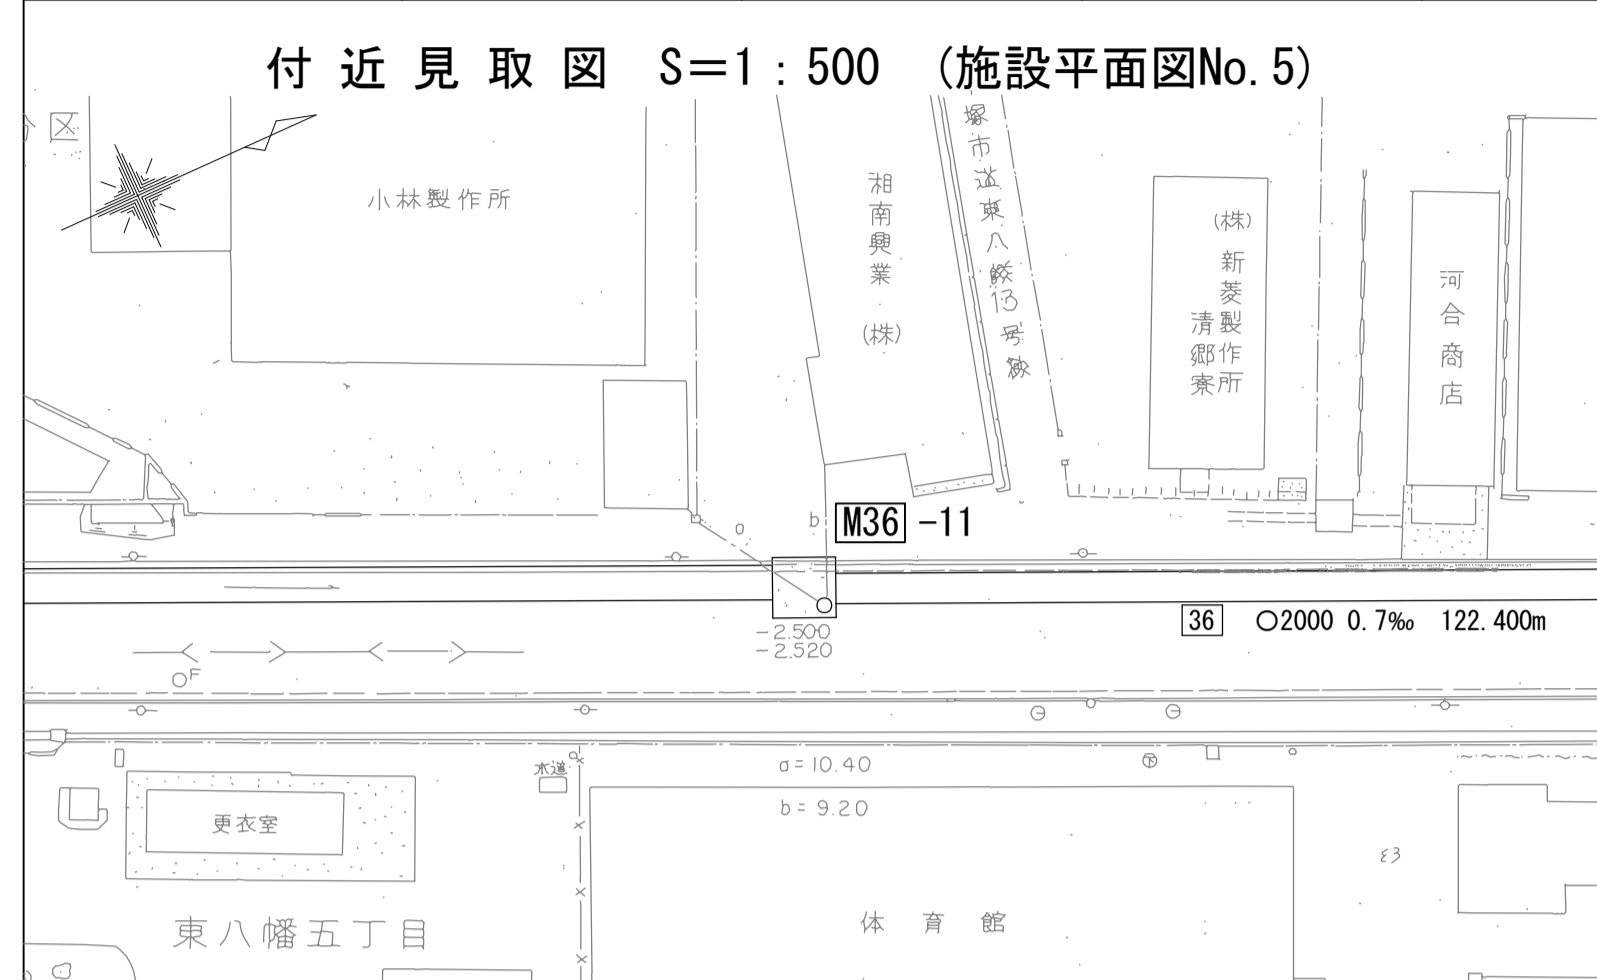 付近見取図 S=1:500 (施設平面図No.5)
区
小林製作所
湘南興業(株)
塚市道東八幡13号線
(株)新菱製作所
清郷寮
河合商店
a
b
M36 -11
-2.500
-2.520
36 ○2000 0.7‰ 122.400m
F
水道
a=10.40
b=9.20
更衣室
東八幡五丁目
体育館